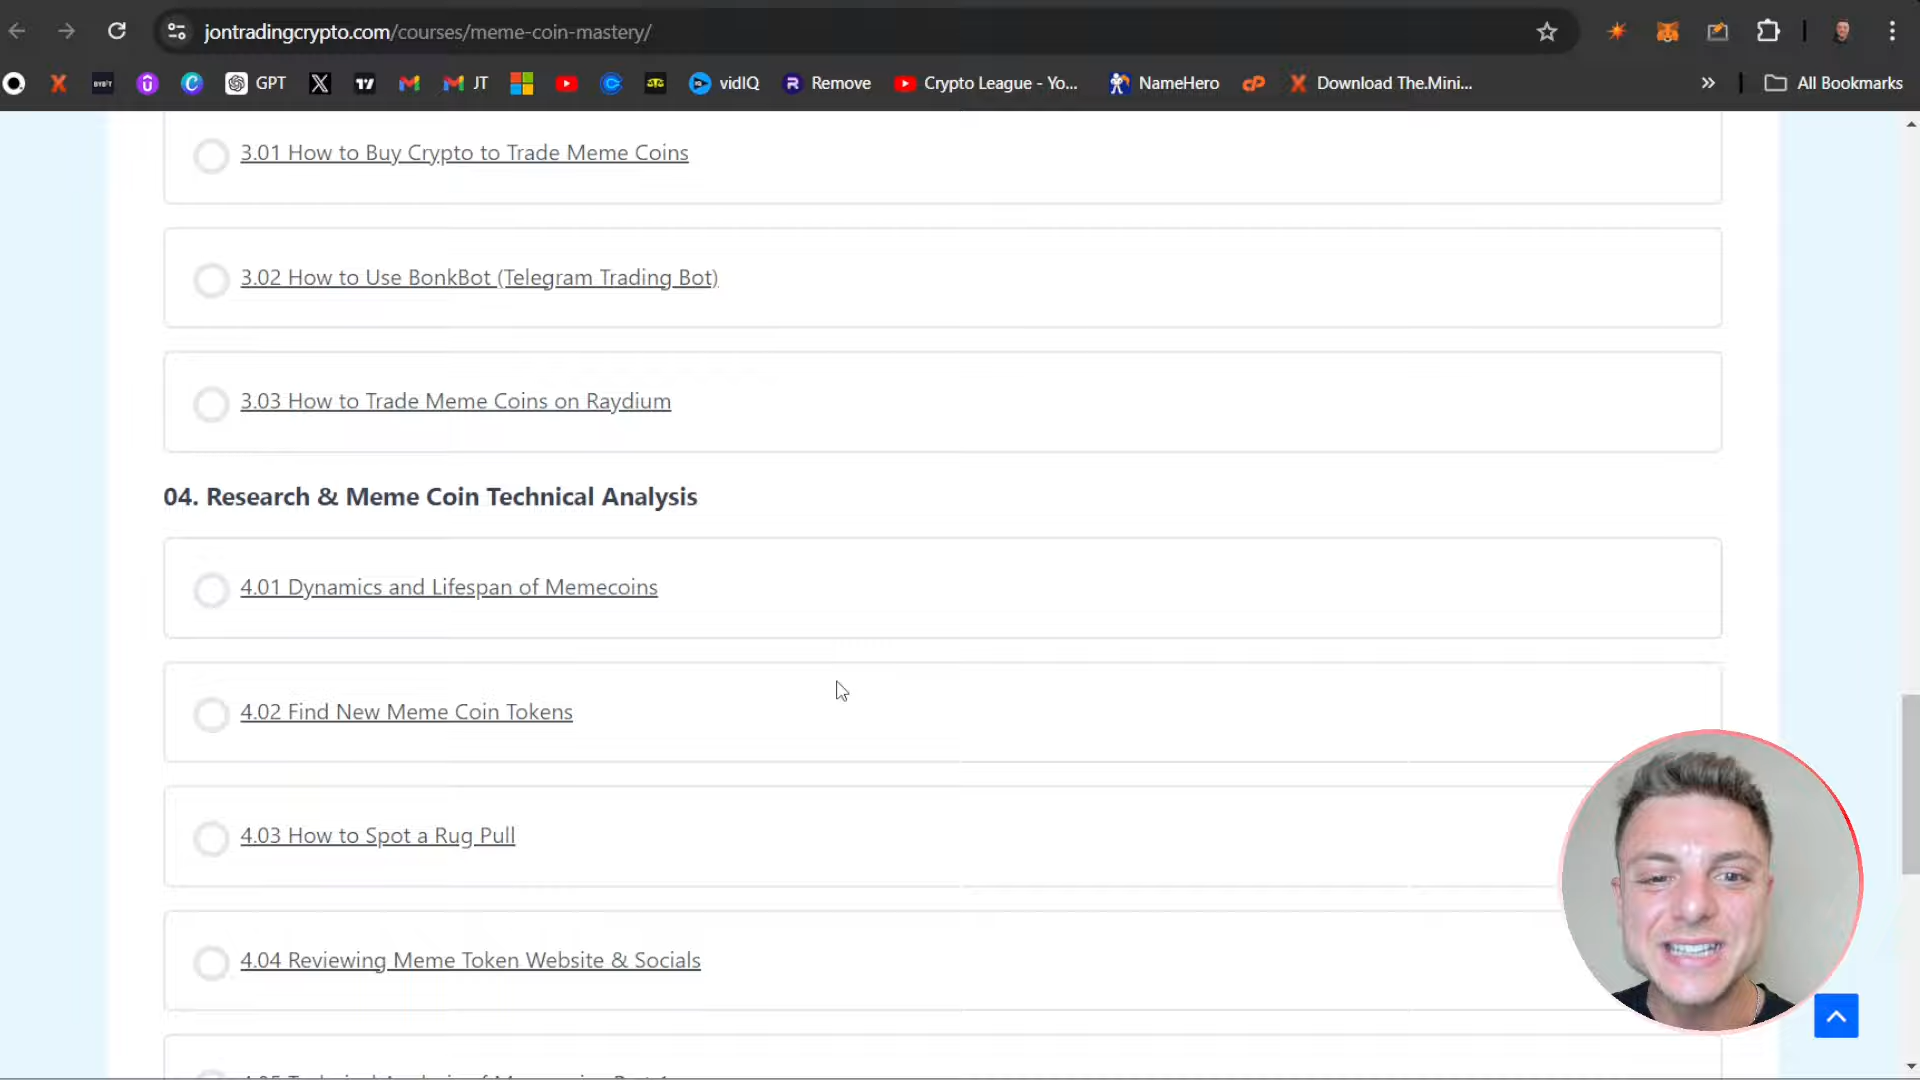 jontradingcrypto.com/courses/meme-coin-mastery/
BYBIT GPT JT vidIQ Remove Crypto League - Yo... NameHero cP Download The.Mini... » All Bookmarks
3.01 How to Buy Crypto to Trade Meme Coins
3.02 How to Use BonkBot (Telegram Trading Bot)
3.03 How to Trade Meme Coins on Raydium
04. Research & Meme Coin Technical Analysis
4.01 Dynamics and Lifespan of Memecoins
4.02 Find New Meme Coin Tokens
4.03 How to Spot a Rug Pull
4.04 Reviewing Meme Token Website & Socials